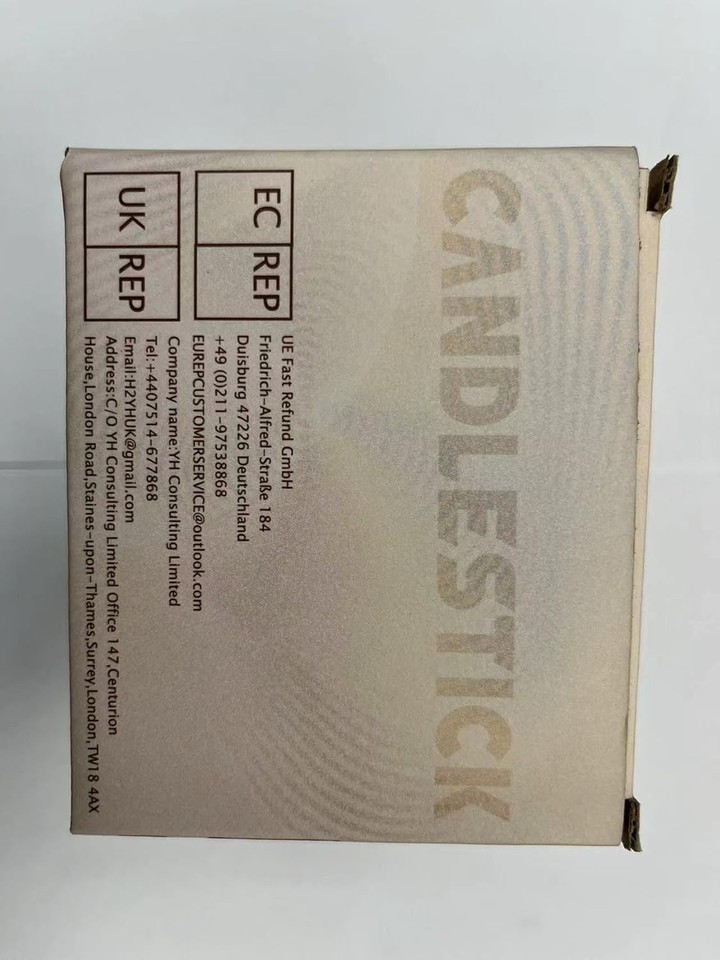 CANDLESTICK
EC REP
UE Fast Refund GmbH
Friedrich-Alfred-Straße 184
Duisburg 47226 Deutschland
+49 (0)211-97538868
EUREPCUSTOMERSERVICE@outlook.com
UK REP
Company name:YH Consulting Limited
Tel:+4407514-677868
Email:H2YHUK@gmail.com
Address:C/O YH Consulting Limited Office 147,Centurion
House,London Road,Staines-upon-Thames,Surrey,London,TW18 4AX